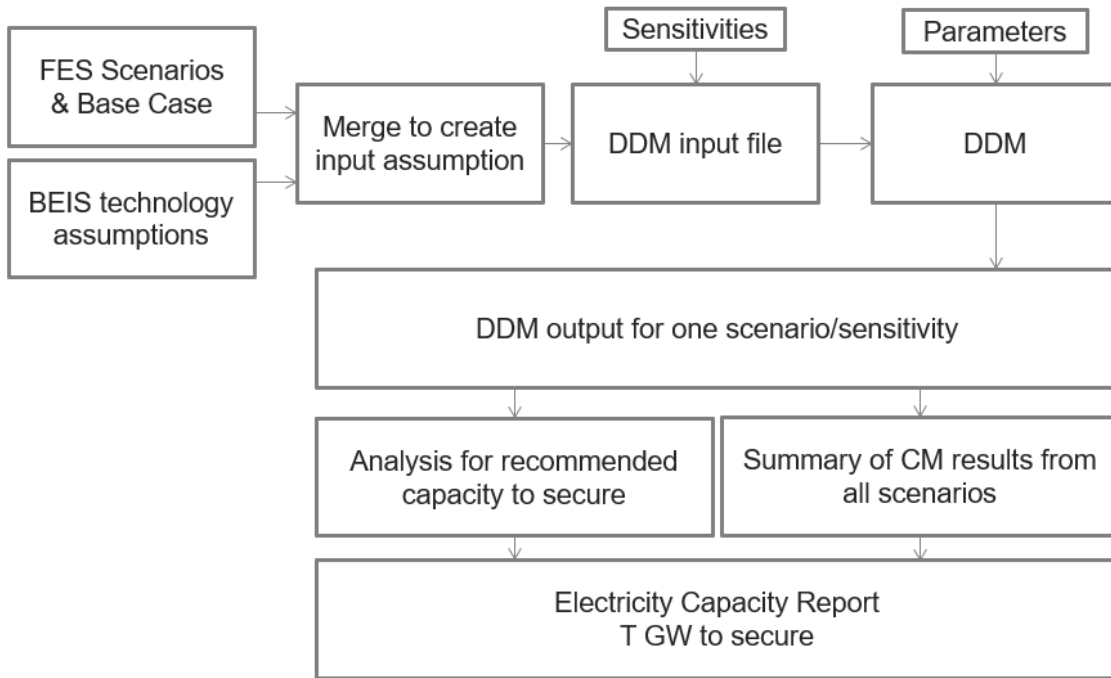 Sensitivities
Parameters
FES Scenarios
& Base Case
BEIS technology
assumptions
Merge to create
input assumption
DDM input file
DDM
DDM output for one scenario/sensitivity
Analysis for recommended
capacity to secure
Summary of CM results from
all scenarios
Electricity Capacity Report
T GW to secure